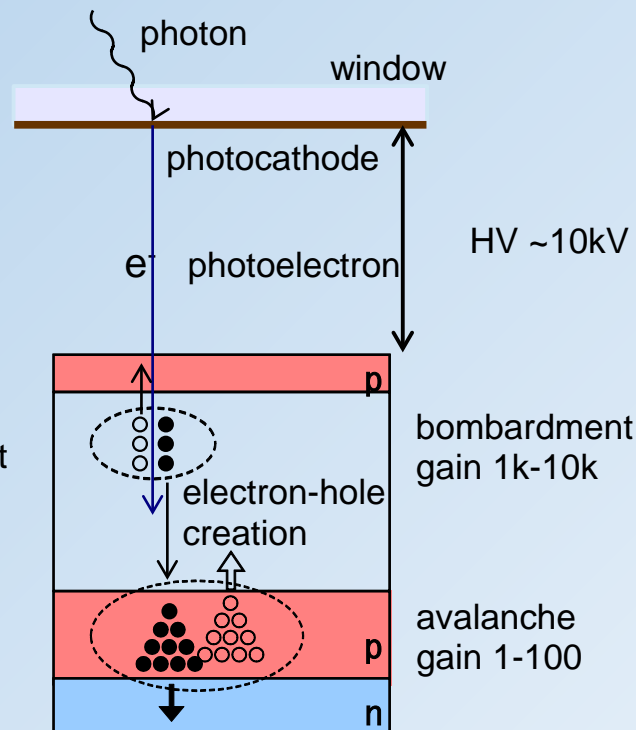 photon
window
photocathode
HV ~10kV
e- photoelectron
p
bombardment
gain 1k-10k
t
electron-hole
creation
avalanche
gain 1-100
p
n